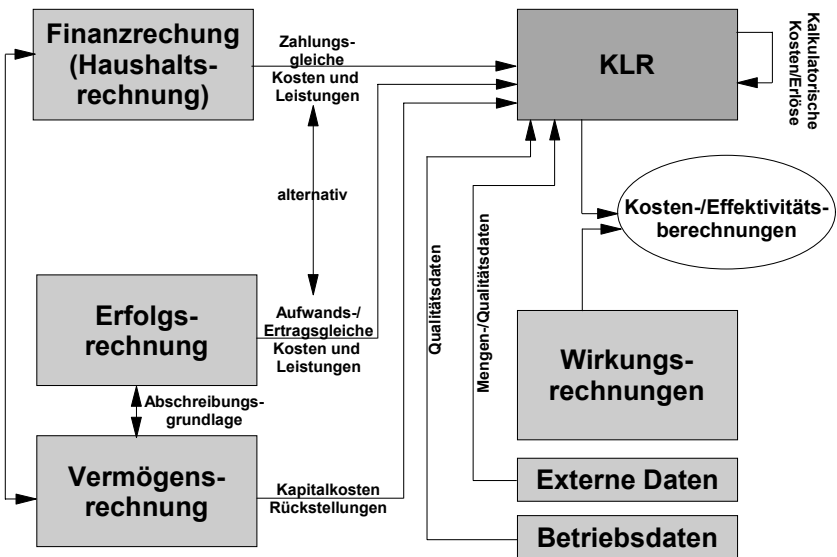 Finanzrechung
(Haushalts-
rechnung)
Zahlungs-
gleiche
Kosten und
Leistungen
KLR
Kalkulatorische
Kosten/Erlöse
alternativ
Kosten-/Effektivitäts-
berechnungen
Qualitätsdaten
Mengen-/Qualitätsdaten
Erfolgs-
rechnung
Aufwands-/
Ertragsgleiche
Kosten und
Leistungen
Wirkungs-
rechnungen
Abschreibungs-
grundlage
Vermögens-
rechnung
Kapitalkosten
Rückstellungen
Externe Daten
Betriebsdaten